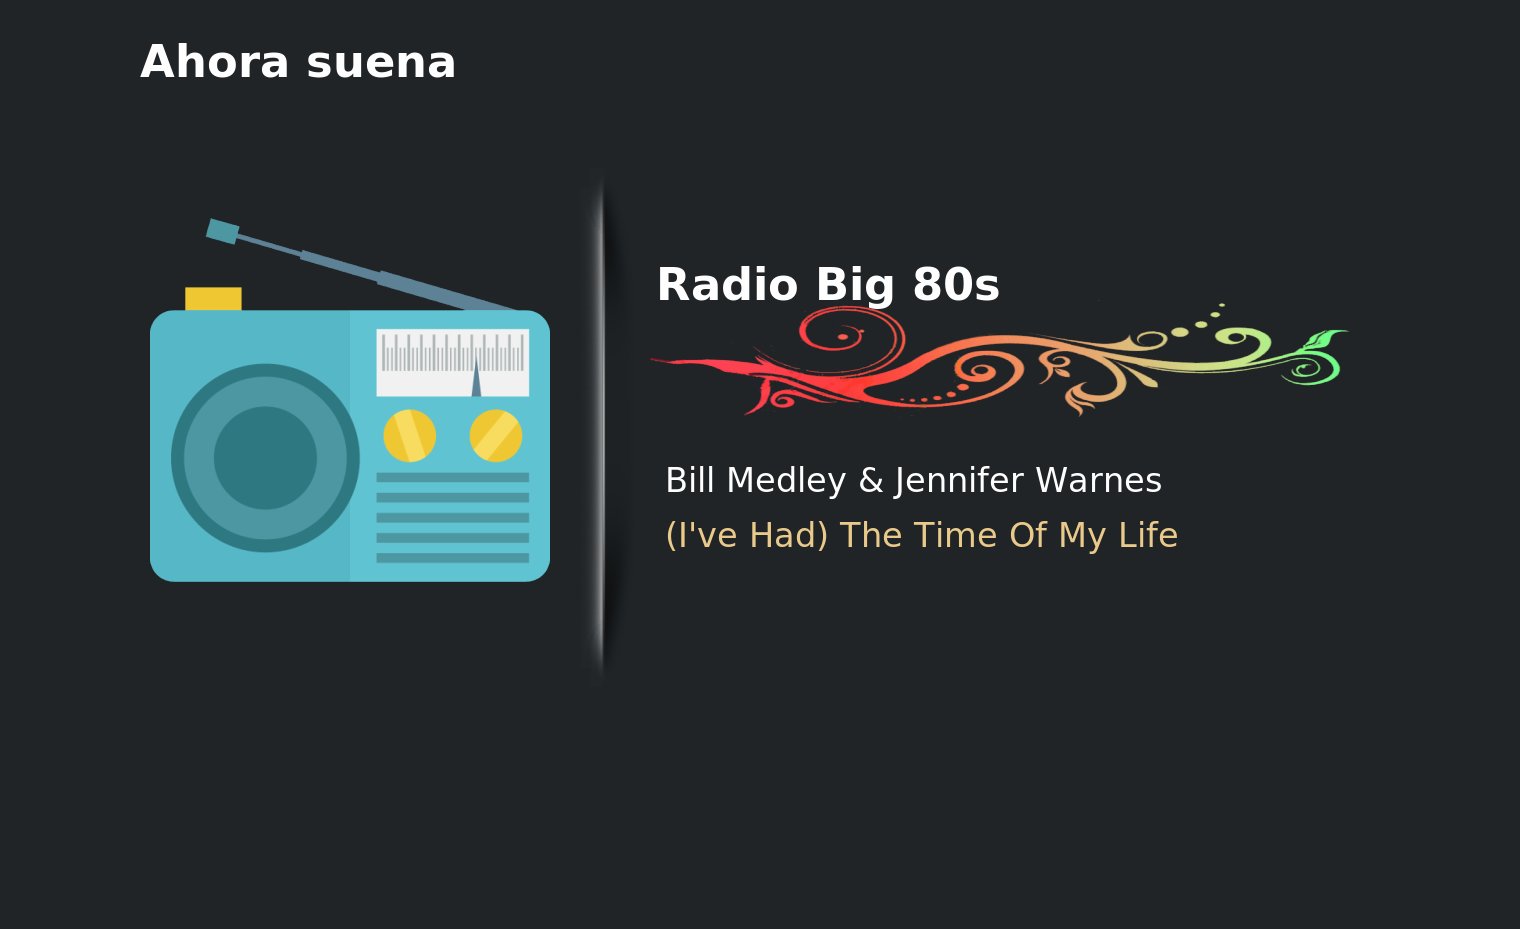 Ahora suena
Radio Big 80s
Bill Medley & Jennifer Warnes
(I've Had) The Time Of My Life